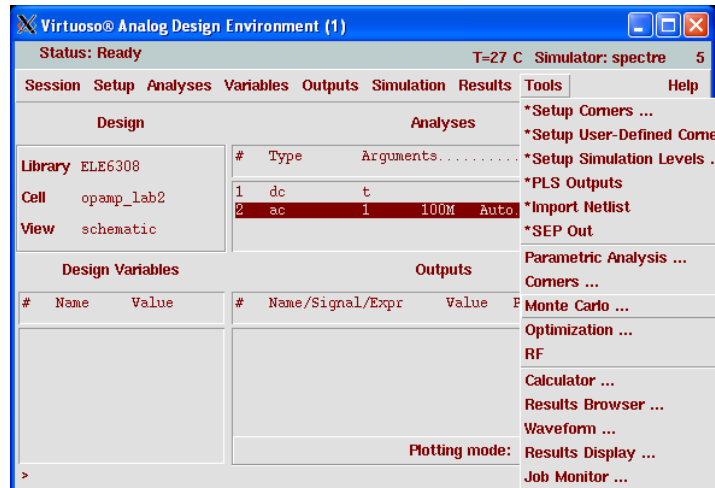 Virtuoso® Analog Design Environment (1)
Status: Ready T=27 C Simulator: spectre 5
Session Setup Analyses Variables Outputs Simulation Results Tools Help
Design
Library ELE6308
Cell opamp_lab2
View schematic
Analyses
# Type Arguments..........
1 dc t
2 ac 1 100M Auto.
Design Variables
# Name Value
Outputs
# Name/Signal/Expr Value P
Plotting mode:
>
*Setup Corners ...
*Setup User-Defined Corne
*Setup Simulation Levels .
*PLS Outputs
*Import Netlist
*SEP Out
Parametric Analysis ...
Corners ...
Monte Carlo ...
Optimization ...
RF
Calculator ...
Results Browser ...
Waveform ...
Results Display ...
Job Monitor ...